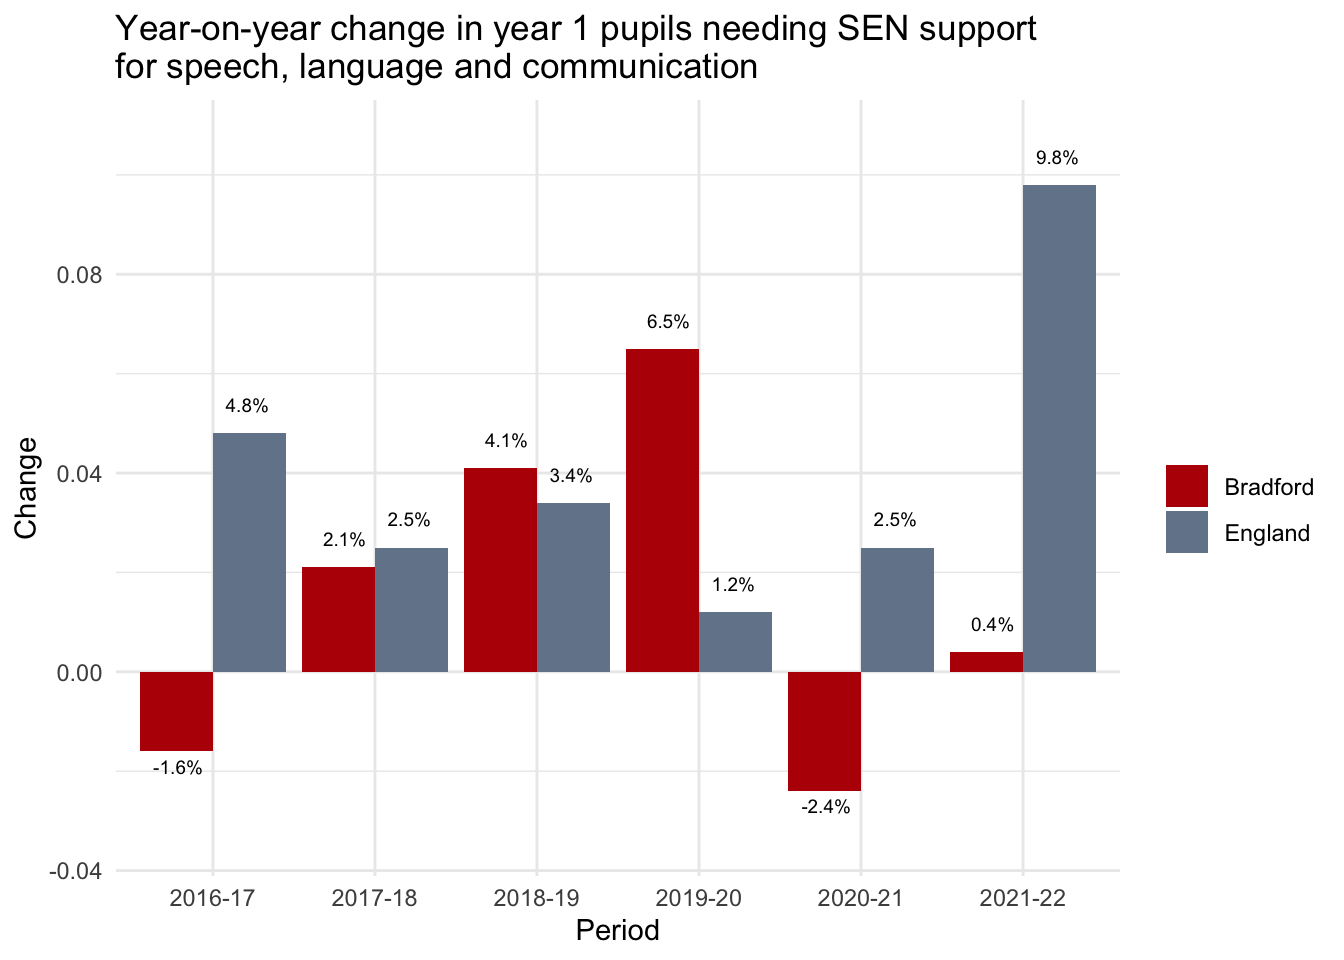 Year-on-year change in year 1 pupils needing SEN support
for speech, language and communication
9.8%
0.08
6.5%
4.8%
4.1%
3.4%
0.04
2.5%
2.1%
2.5%
1.2%
0.4%
0.00
-1.6%
-2.4%
-0.04
Change
2016-17 2017-18 2018-19 2019-20 2020-21 2021-22
Period
Bradford
England